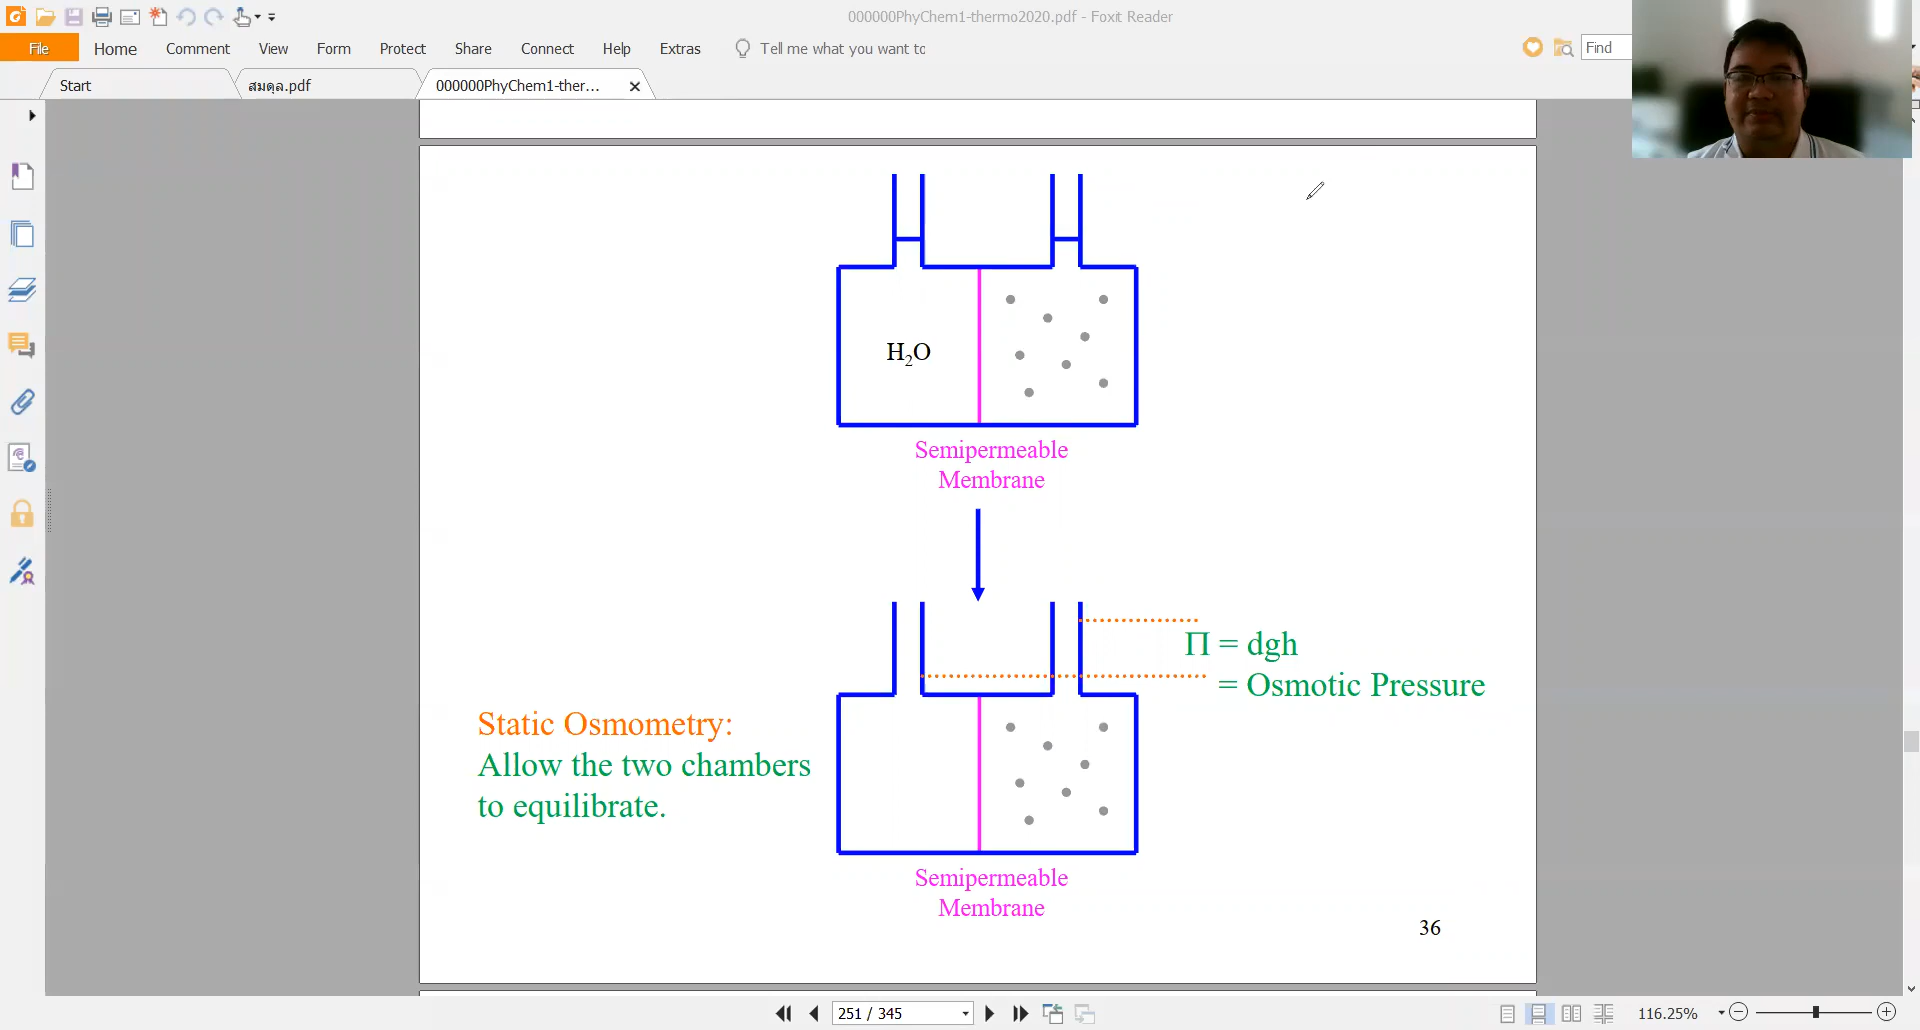 000000PhyChem1-thermo2020.pdf - Foxit Reader
File Home Comment View Form Protect Share Connect Help Extras Tell me what you want to Find
Start สมดุล.pdf 000000PhyChem1-ther...
H₂O
Semipermeable
Membrane
Π = dgh
= Osmotic Pressure
Static Osmometry:
Allow the two chambers
to equilibrate.
Semipermeable
Membrane
36
251 / 345 116.25%